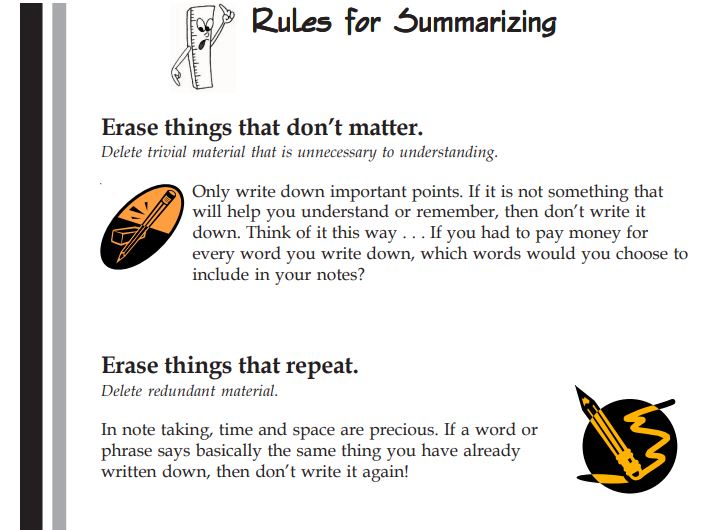 Rules for Summarizing
Erase things that don't matter.
Delete trivial material that is unnecessary to understanding.
Only write down important points. If it is not something that
will help you understand or remember, then don't write it
down. Think of it this way . . . If you had to pay money for
every word you write down, which words would you choose to
include in your notes?
Erase things that repeat.
Delete redundant material.
In note taking, time and space are precious. If a word or
phrase says basically the same thing you have already
written down, then don't write it again!